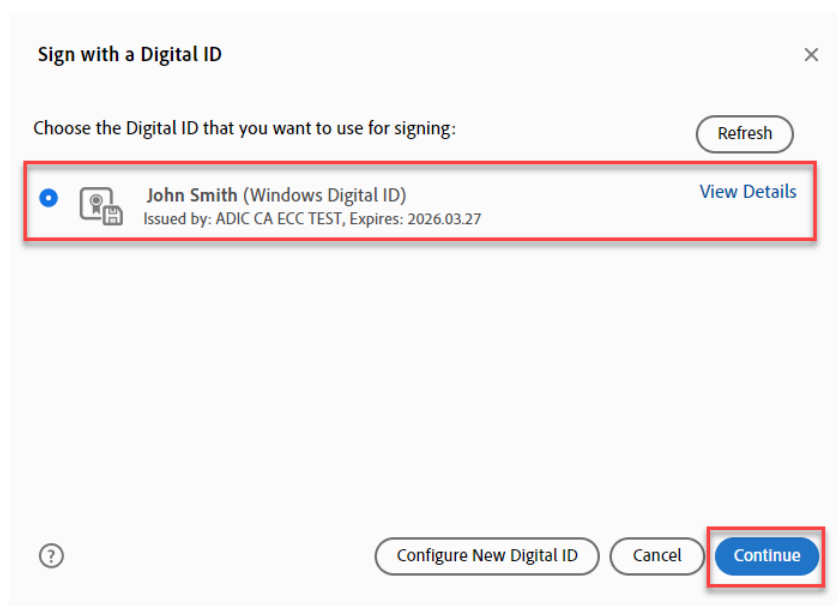 Sign with a Digital ID
Choose the Digital ID that you want to use for signing:
Refresh
John Smith (Windows Digital ID)
View Details
Issued by: ADIC CA ECC TEST, Expires: 2026.03.27
?
Configure New Digital ID
Cancel
Continue